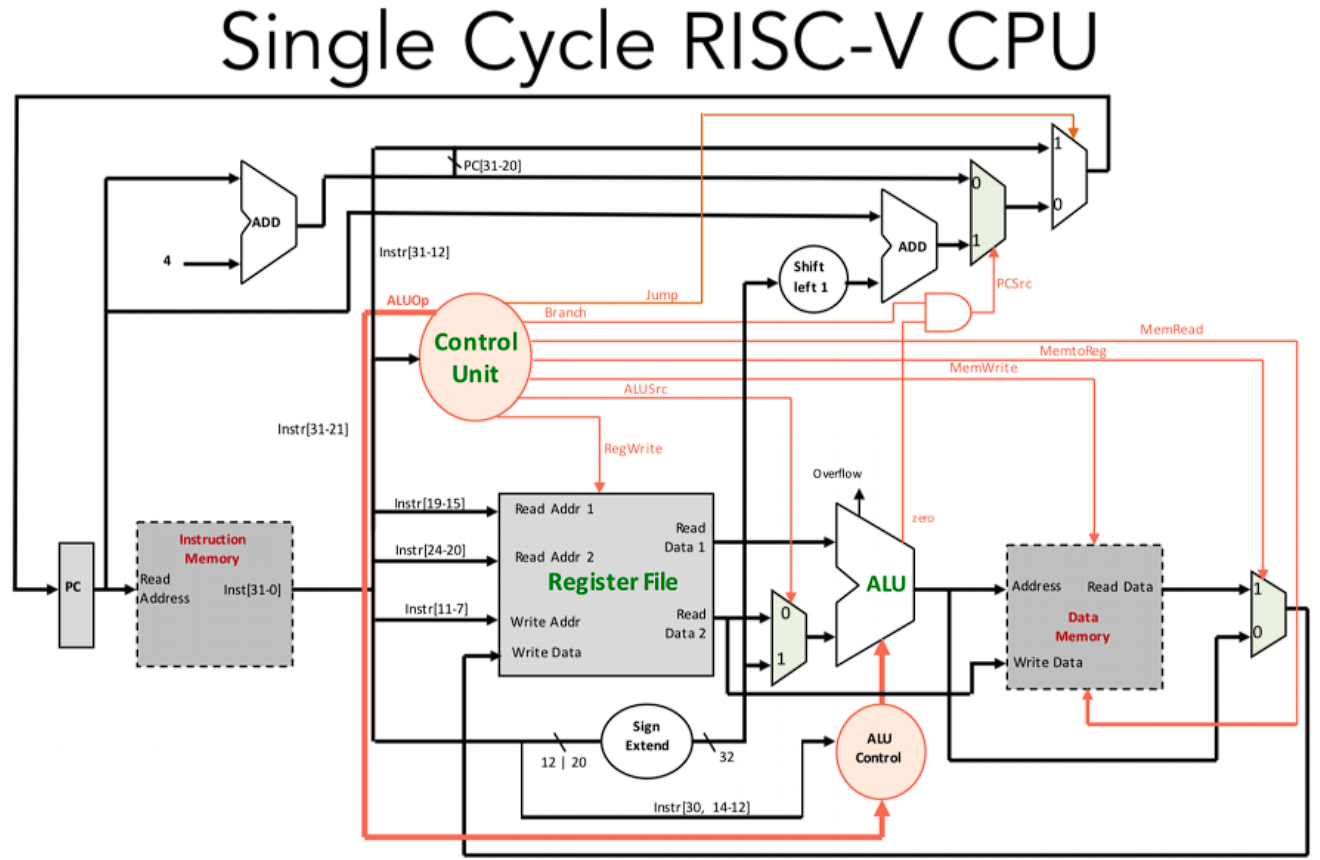 Single Cycle RISC-V CPU
1
PC[31-20]
0
ADD
0
ADD
1
4
Instr[31-12]
Shift
left 1
PCSrc
ALUOp
Jump
Branch
Control
Unit
MemRead
MemtoReg
MemWrite
ALUSrc
Instr[31-21]
RegWrite
Overflow
zero
Instr[19-15]
Read Addr 1
Read
Data 1
Instruction
Memory
Instr[24-20]
Read Addr 2
Register File
ALU
PC
Read
Address
Inst[31-0]
Address
Read Data
1
Instr[11-7]
Write Addr
Read
Data 2
0
Data
Memory
0
Write Data
1
Write Data
Sign
Extend
12 | 20
32
ALU
Control
Instr[30, 14-12]